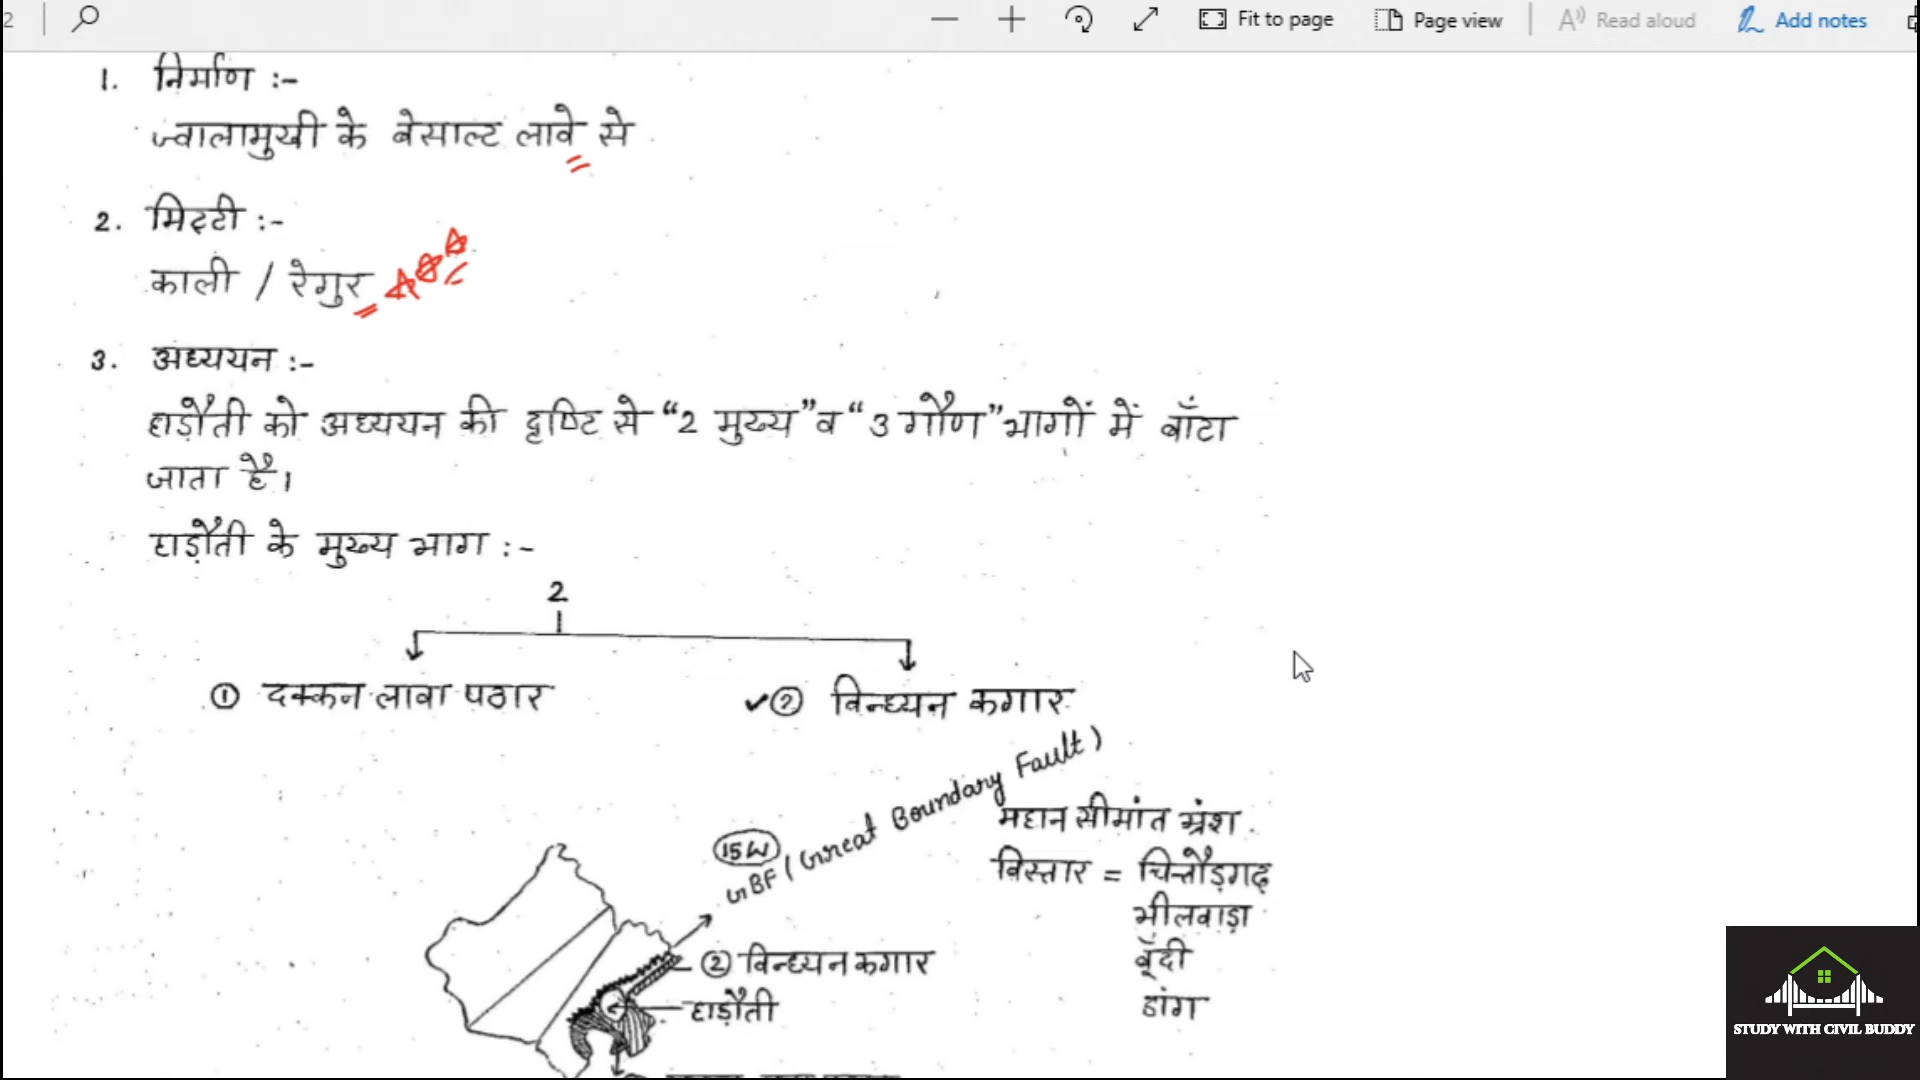 2 Fit to page Page view Read aloud Add notes
1. निर्माण :-
ज्वालामुखी के बेसाल्ट लावे से
2. मिट्टी :-
काली / रेगुर
3. अध्ययन :-
हाड़ौती को अध्ययन की दृष्टि से “2 मुख्य” व “3 गौण” भागों में बाँटा
जाता है।
हाड़ौती के मुख्य भाग :-
2
① दक्कन लावा पठार ② विन्ध्यन कगार
GBF (Great Boundary Fault)
महान सीमांत भ्रंश
विस्तार = चित्तौड़गढ़
भीलवाड़ा
बूँदी
डांग
② विन्ध्यन कगार
हाड़ौती
STUDY WITH CIVIL BUDDY